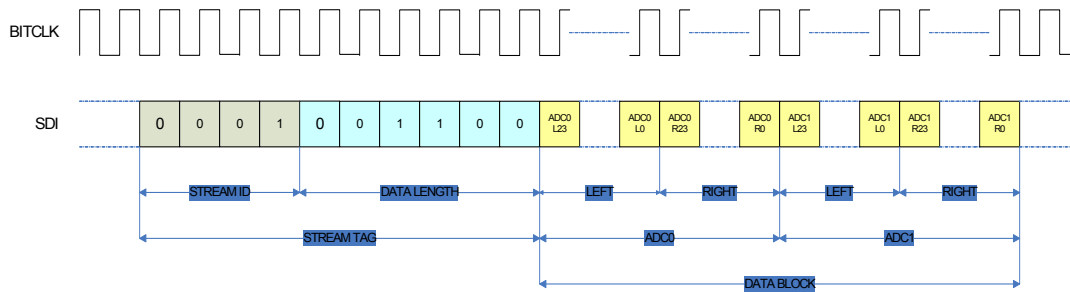 BITCLK
SDI
0 0 0 1 0 0 1 1 0 0
ADC0 L23
ADC0 L0
ADC0 R23
ADC0 R0
ADC1 L23
ADC1 L0
ADC1 R23
ADC1 R0
STREAM ID DATA LENGTH LEFT RIGHT LEFT RIGHT
STREAM TAG ADC0 ADC1
DATA BLOCK